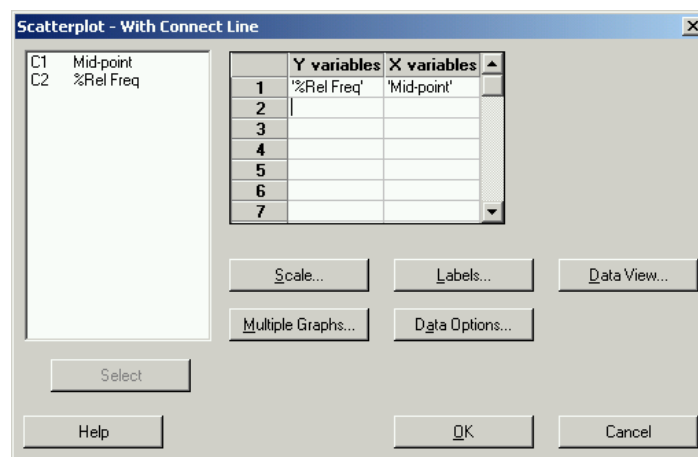 Scatterplot - With Connect Line
C1 Mid-point
C2 %Rel Freq
Y variables X variables
1 '%Rel Freq' 'Mid-point'
2
3
4
5
6
7
Scale... Labels... Data View...
Multiple Graphs... Data Options...
Select
Help OK Cancel